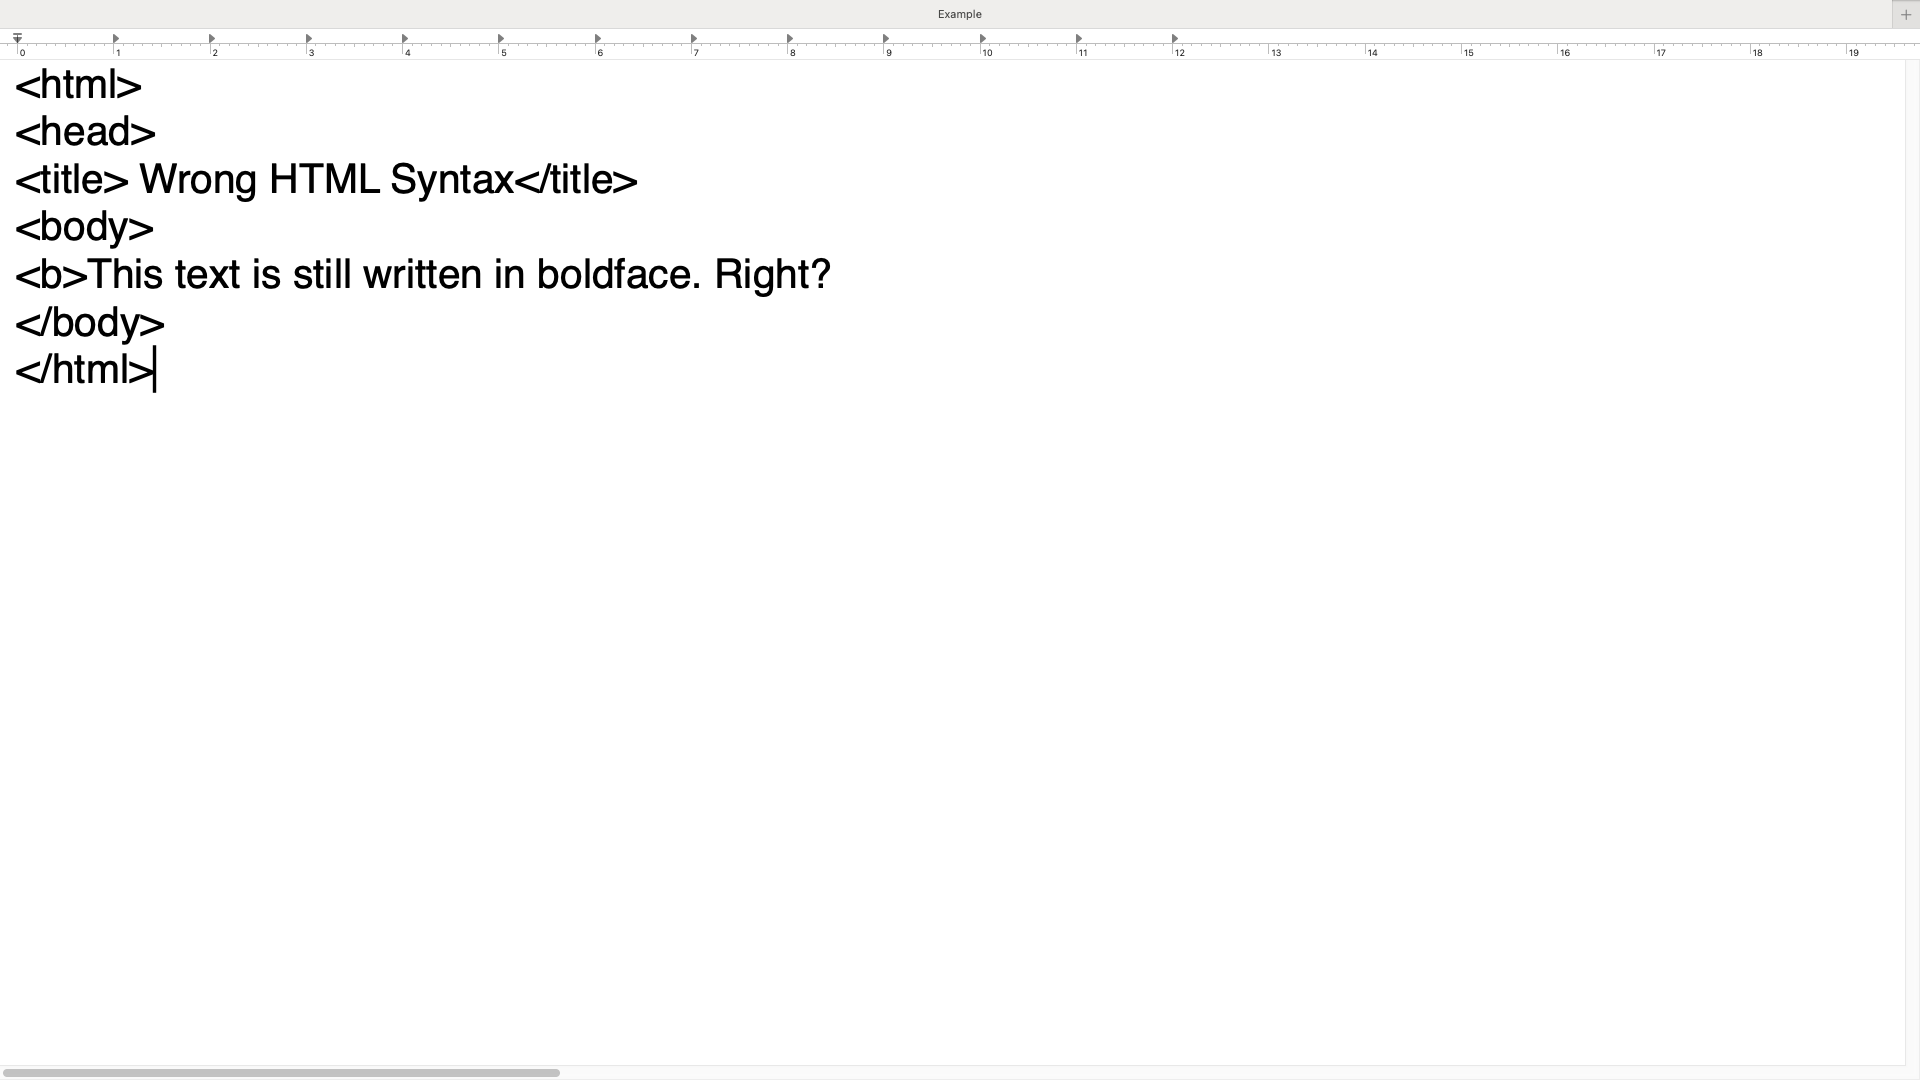 Example
0 1 2 3 4 5 6 7 8 9 10 11 12 13 14 15 16 17 18 19
<html>
<head>
<title> Wrong HTML Syntax</title>
<body>
<b>This text is still written in boldface. Right?
</body>
</html>